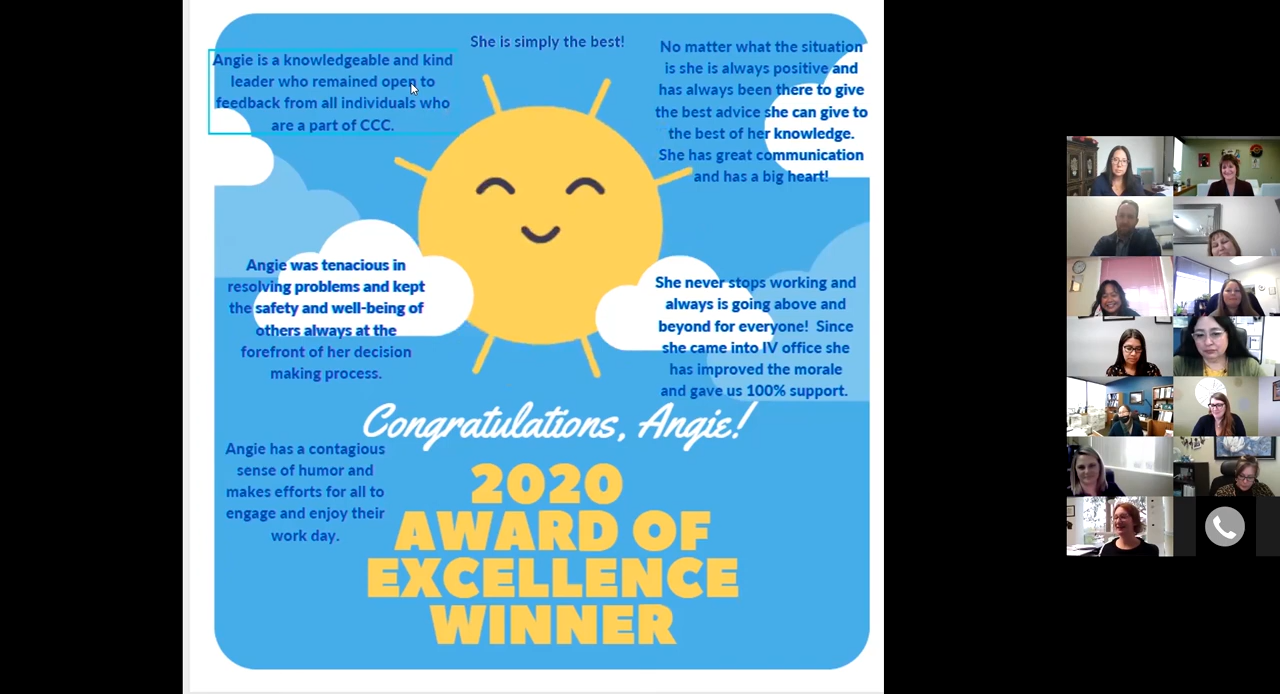 She is simply the best!
Angie is a knowledgeable and kind
leader who remained open to
feedback from all individuals who
are a part of CCC.
No matter what the situation
is she is always positive and
has always been there to give
the best advice she can give to
the best of her knowledge.
She has great communication
and has a big heart!
Angie was tenacious in
resolving problems and kept
the safety and well-being of
others always at the
forefront of her decision
making process.
She never stops working and
always is going above and
beyond for everyone! Since
she came into IV office she
has improved the morale
and gave us 100% support.
Congratulations, Angie!
Angie has a contagious
sense of humor and
makes efforts for all to
engage and enjoy their
work day.
2020
AWARD OF
EXCELLENCE
WINNER